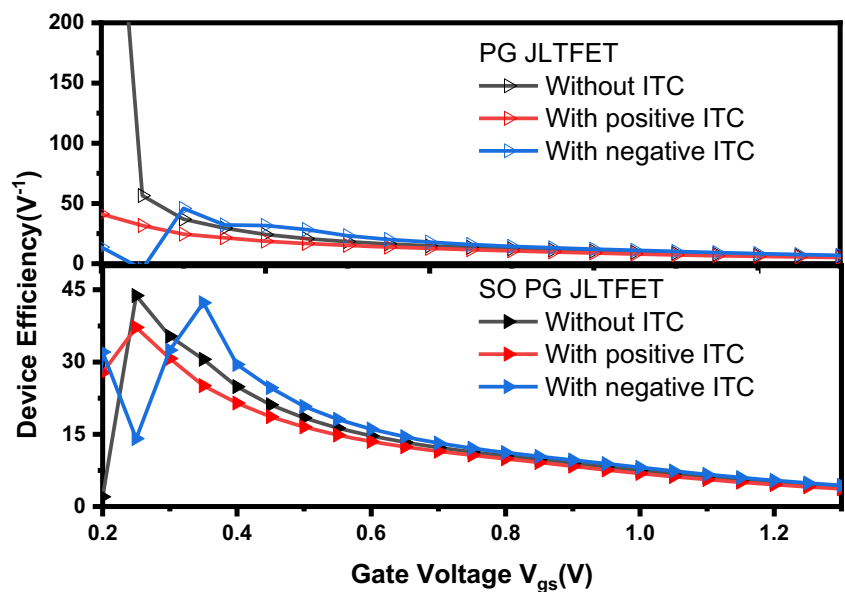 200
150
100
50
0
PG JLTFET
Without ITC
With positive ITC
With negative ITC
Device Efficiency(V⁻¹)
45
30
15
0
SO PG JLTFET
Without ITC
With positive ITC
With negative ITC
0.2 0.4 0.6 0.8 1.0 1.2
Gate Voltage Vgs(V)